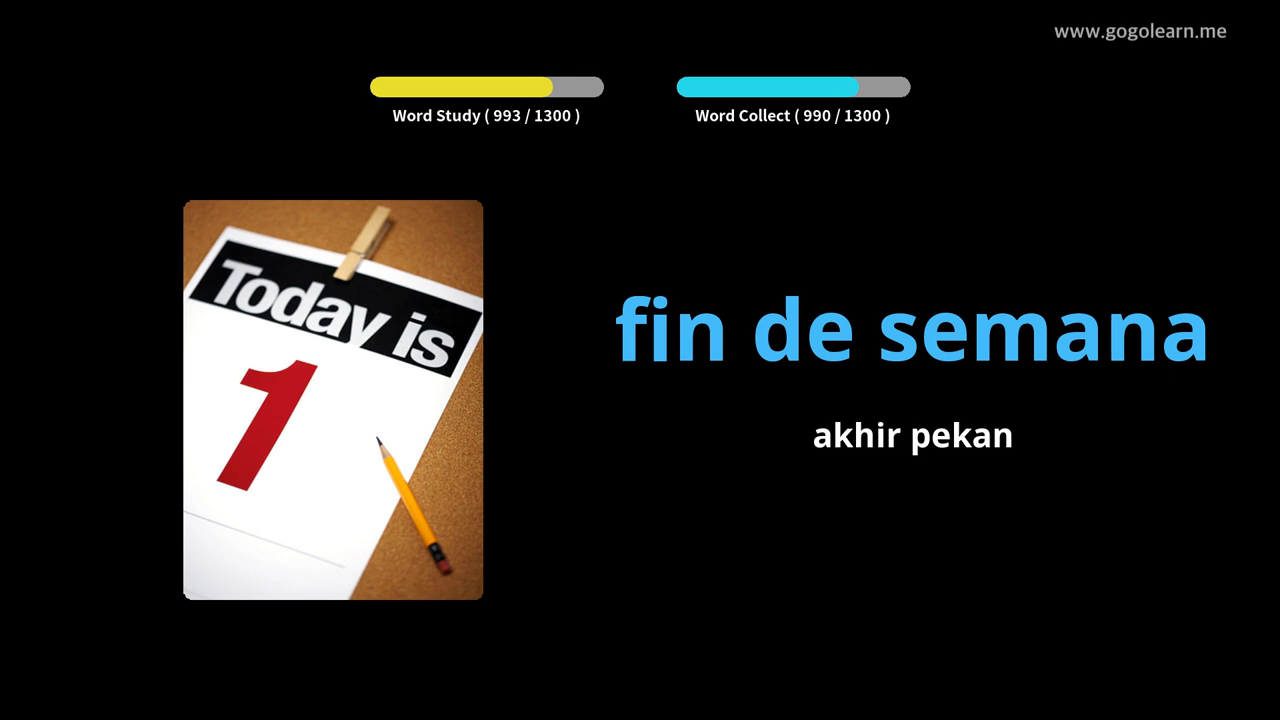 www.gogolearn.me
Word Study ( 993 / 1300 )
Word Collect ( 990 / 1300 )
Today is
1
fin de semana
akhir pekan